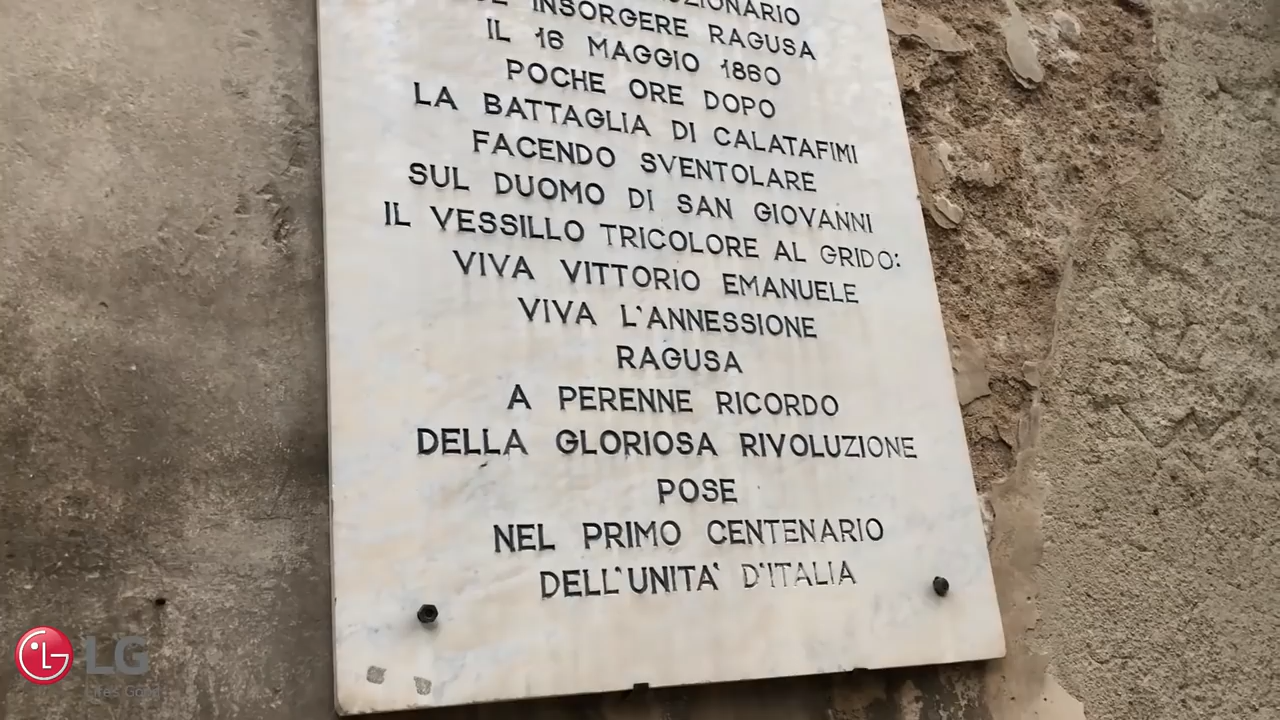 INSORGERE RAGUSA
IL 16 MAGGIO 1860
POCHE ORE DOPO
LA BATTAGLIA DI CALATAFIMI
FACENDO SVENTOLARE
SUL DUOMO DI SAN GIOVANNI
IL VESSILLO TRICOLORE AL GRIDO:
VIVA VITTORIO EMANUELE
VIVA L'ANNESSIONE
RAGUSA
A PERENNE RICORDO
DELLA GLORIOSA RIVOLUZIONE
POSE
NEL PRIMO CENTENARIO
DELL'UNITA' D'ITALIA
LG
Life's Good